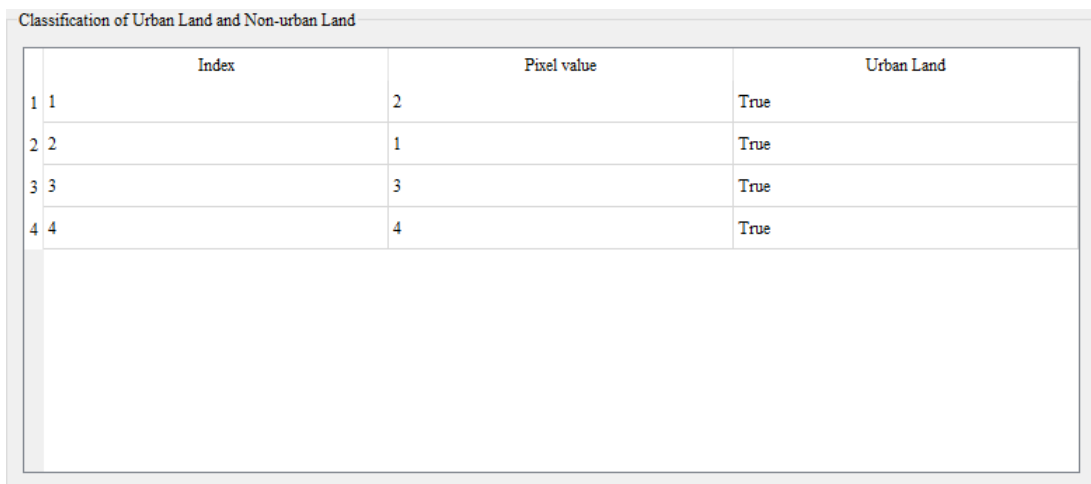 Classification of Urban Land and Non-urban Land
Index Pixel value Urban Land
1 1 2 True
2 2 1 True
3 3 3 True
4 4 4 True